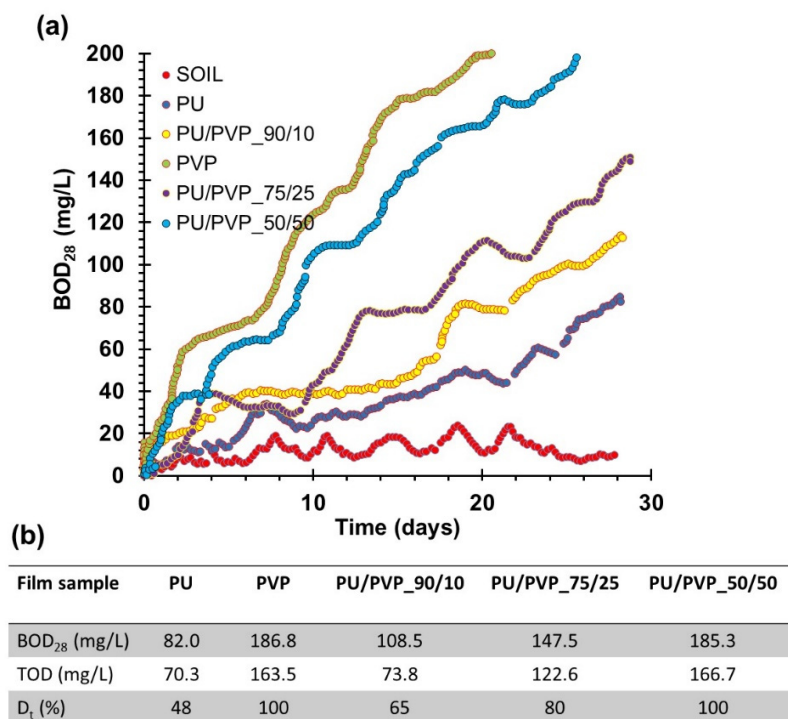 (a)
200
180
160
140
120
100
80
60
40
20
0
BOD₂₈ (mg/L)
SOIL
PU
PU/PVP_90/10
PVP
PU/PVP_75/25
PU/PVP_50/50
0 10 20 30
Time (days)
(b)
Film sample PU PVP PU/PVP_90/10 PU/PVP_75/25 PU/PVP_50/50
BOD₂₈ (mg/L) 82.0 186.8 108.5 147.5 185.3
TOD (mg/L) 70.3 163.5 73.8 122.6 166.7
Dₜ (%) 48 100 65 80 100